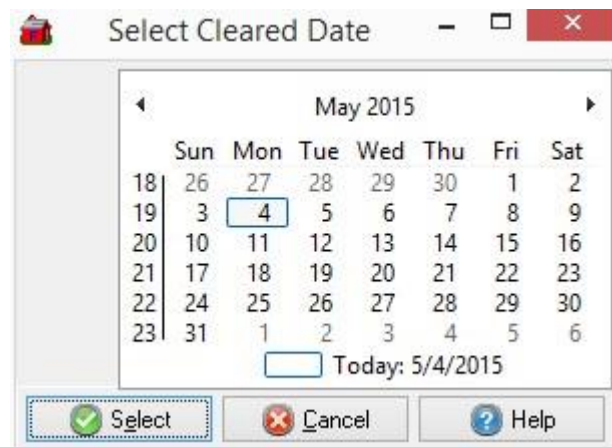 Select Cleared Date
May 2015
Sun Mon Tue Wed Thu Fri Sat
18 26 27 28 29 30 1 2
19 3 4 5 6 7 8 9
20 10 11 12 13 14 15 16
21 17 18 19 20 21 22 23
22 24 25 26 27 28 29 30
23 31 1 2 3 4 5 6
Today: 5/4/2015
Select Cancel Help